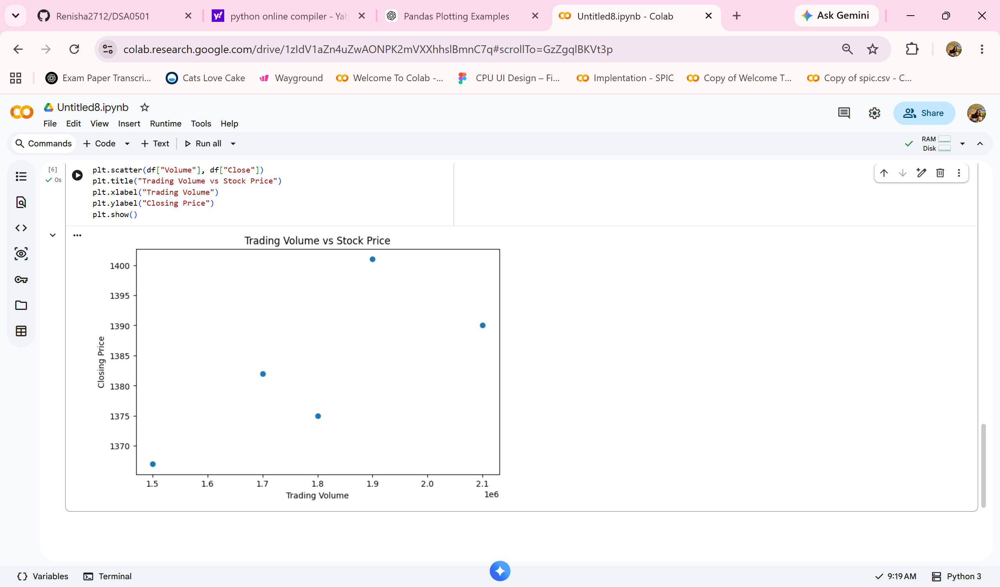 Renisha2712/DSA0501
python online compiler - Yah
Pandas Plotting Examples
Untitled8.ipynb - Colab
Ask Gemini
colab.research.google.com/drive/1zIdV1aZn4uZwAONPK2mVXXhhslBmnC7q#scrollTo=GzZgqlBKVt3p
Exam Paper Transcri...
Cats Love Cake
Wayground
Welcome To Colab -...
CPU UI Design – Fi...
Implentation - SPIC
Copy of Welcome T...
Copy of spic.csv - C...
Untitled8.ipynb
File Edit View Insert Runtime Tools Help
Share
Commands + Code + Text Run all
RAM
Disk
[6]
0s
plt.scatter(df["Volume"], df["Close"])
plt.title("Trading Volume vs Stock Price")
plt.xlabel("Trading Volume")
plt.ylabel("Closing Price")
plt.show()
Trading Volume vs Stock Price
1400
1395
1390
1385
1380
1375
1370
Closing Price
1.5 1.6 1.7 1.8 1.9 2.0 2.1
1e6
Trading Volume
Variables
Terminal
9:19 AM
Python 3